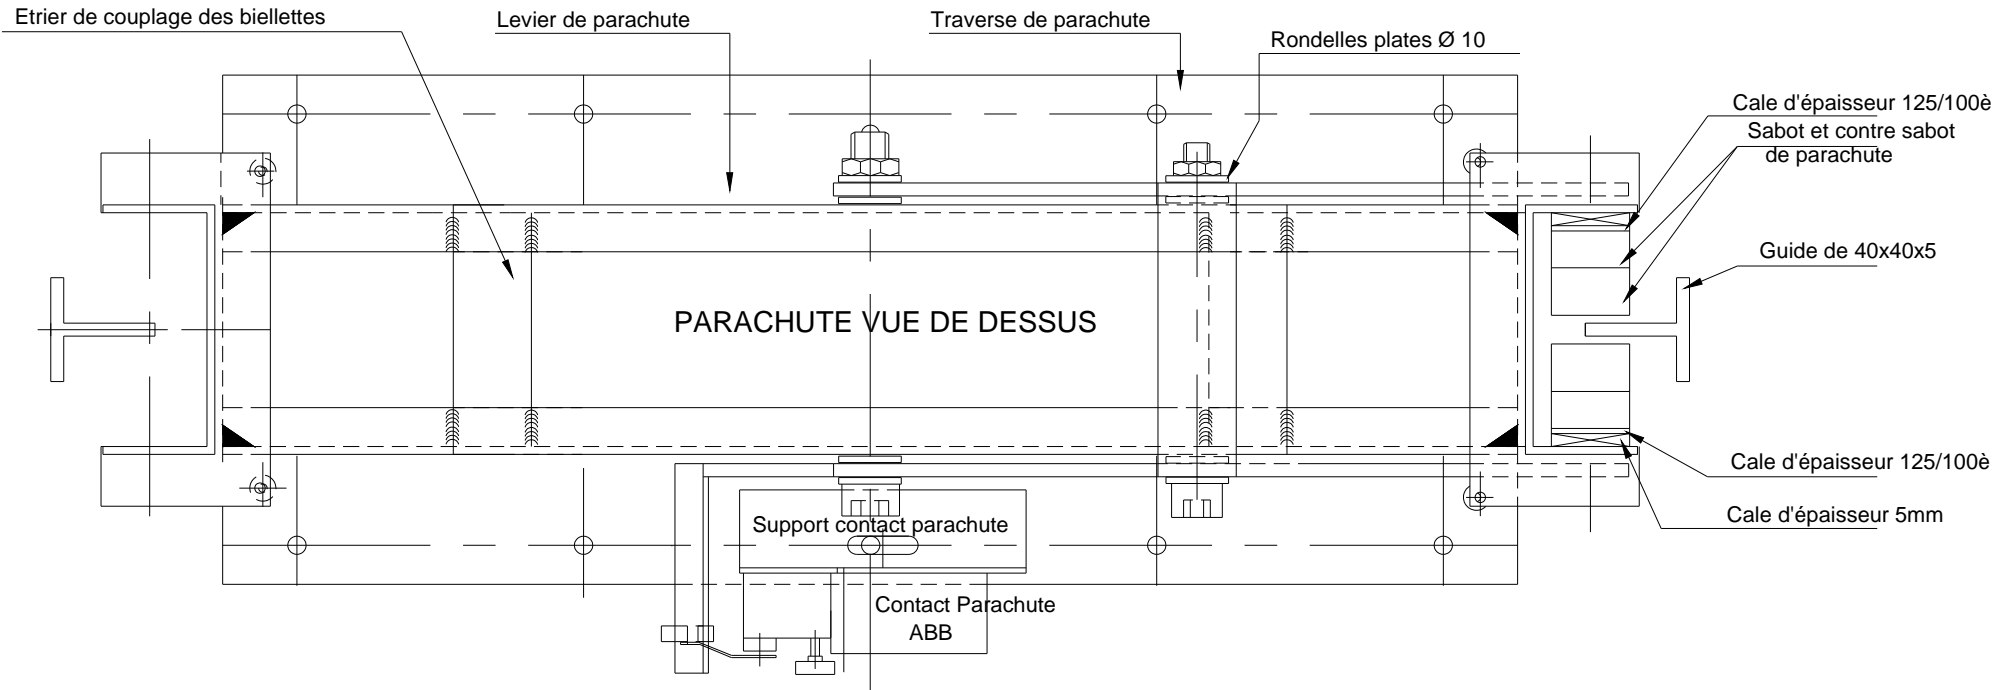 Etrier de couplage des biellettes
Levier de parachute
Traverse de parachute
Rondelles plates Ø 10
Cale d'épaisseur 125/100è
Sabot et contre sabot
de parachute
Guide de 40x40x5
PARACHUTE VUE DE DESSUS
Cale d'épaisseur 125/100è
Cale d'épaisseur 5mm
Support contact parachute
Contact Parachute
ABB